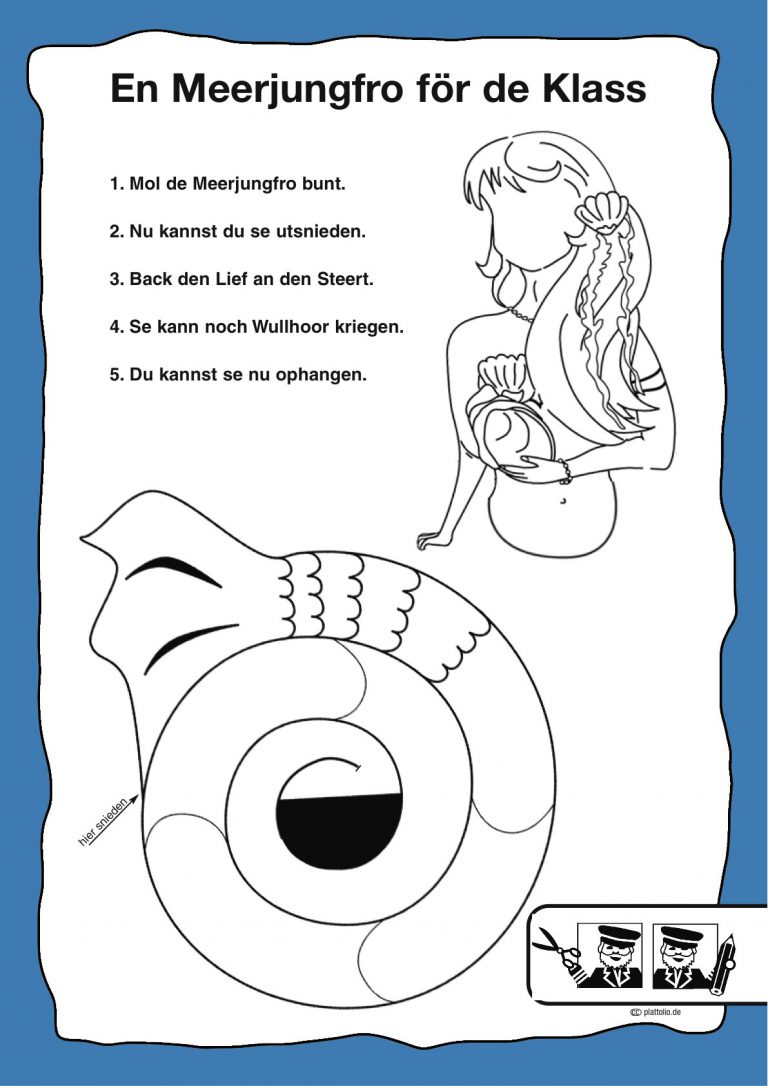 En Meerjungfro för de Klass
1. Mol de Meerjungfro bunt.
2. Nu kannst du se utsnieden.
3. Back den Lief an den Steert.
4. Se kann noch Wullhoor kriegen.
5. Du kannst se nu ophangen.
hier snieden
cc plattolio.de